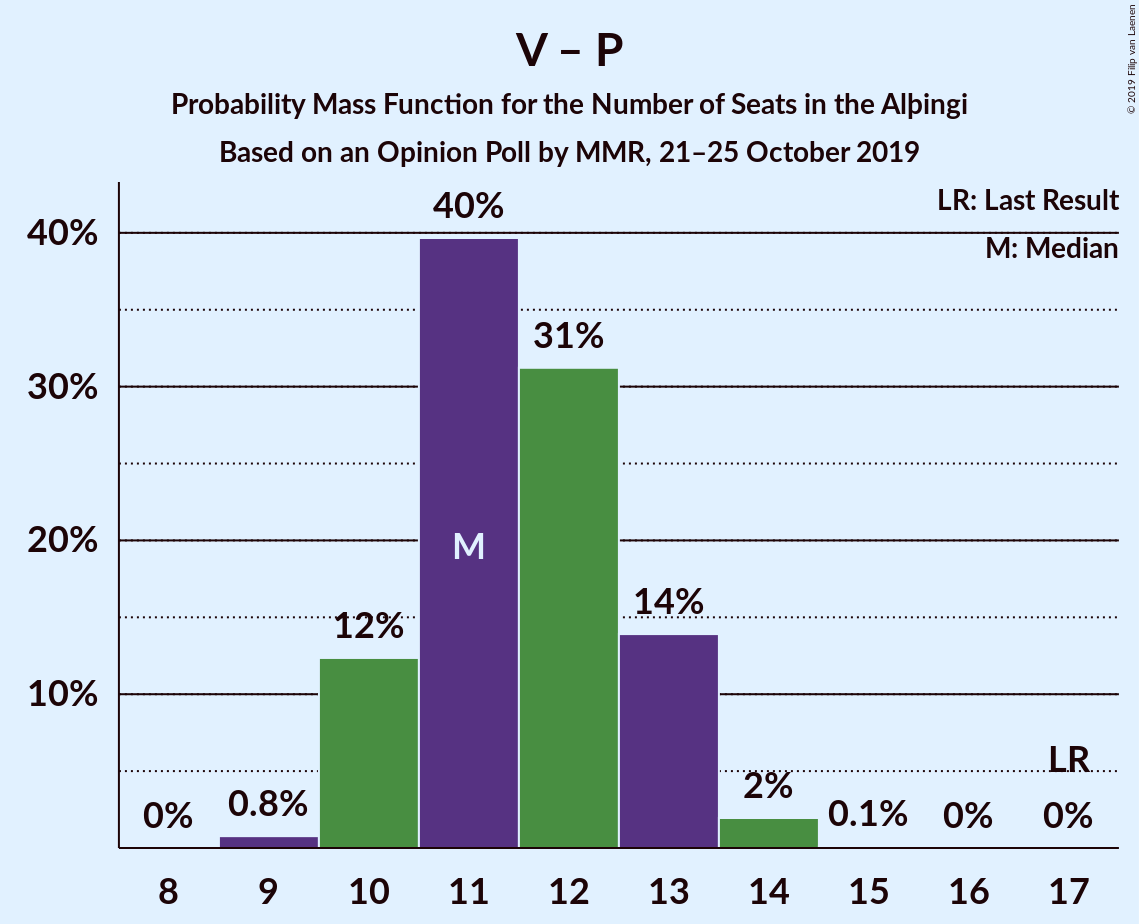 V – P
Probability Mass Function for the Number of Seats in the Alþingi
Based on an Opinion Poll by MMR, 21–25 October 2019
© 2019 Filip van Laenen
LR: Last Result
M: Median
40%
30%
20%
10%
0%
0.8%
12%
40%
M
31%
14%
2%
0.1%
0%
LR
0%
8 9 10 11 12 13 14 15 16 17